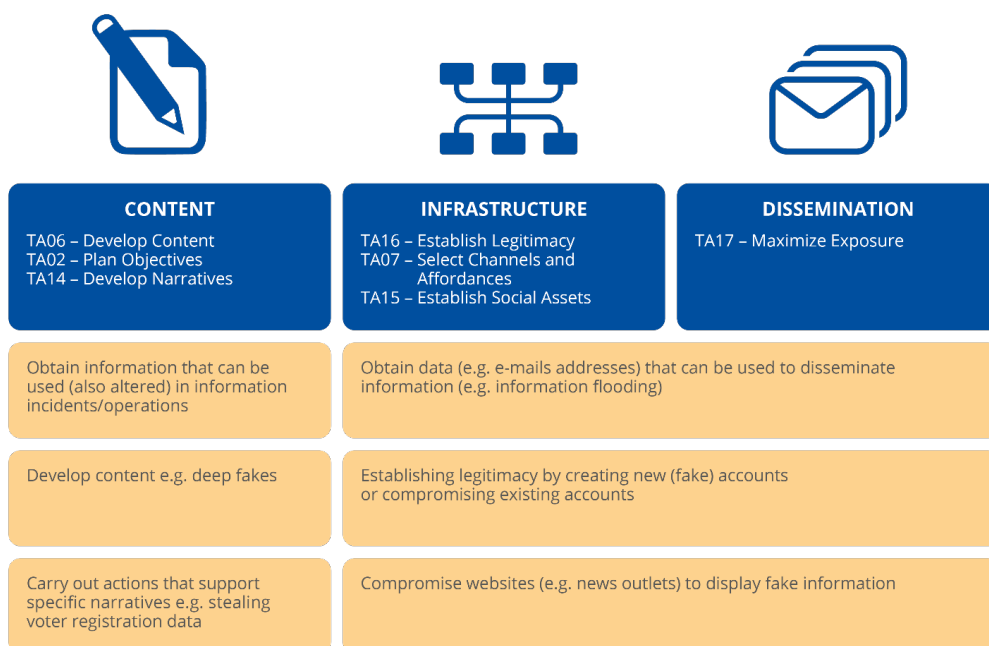 CONTENT
TA06 – Develop Content
TA02 – Plan Objectives
TA14 – Develop Narratives
INFRASTRUCTURE
TA16 – Establish Legitimacy
TA07 – Select Channels and
Affordances
TA15 – Establish Social Assets
DISSEMINATION
TA17 – Maximize Exposure
Obtain information that can be
used (also altered) in information
incidents/operations
Obtain data (e.g. e-mails addresses) that can be used to disseminate
information (e.g. information flooding)
Develop content e.g. deep fakes
Establishing legitimacy by creating new (fake) accounts
or compromising existing accounts
Carry out actions that support
specific narratives e.g. stealing
voter registration data
Compromise websites (e.g. news outlets) to display fake information